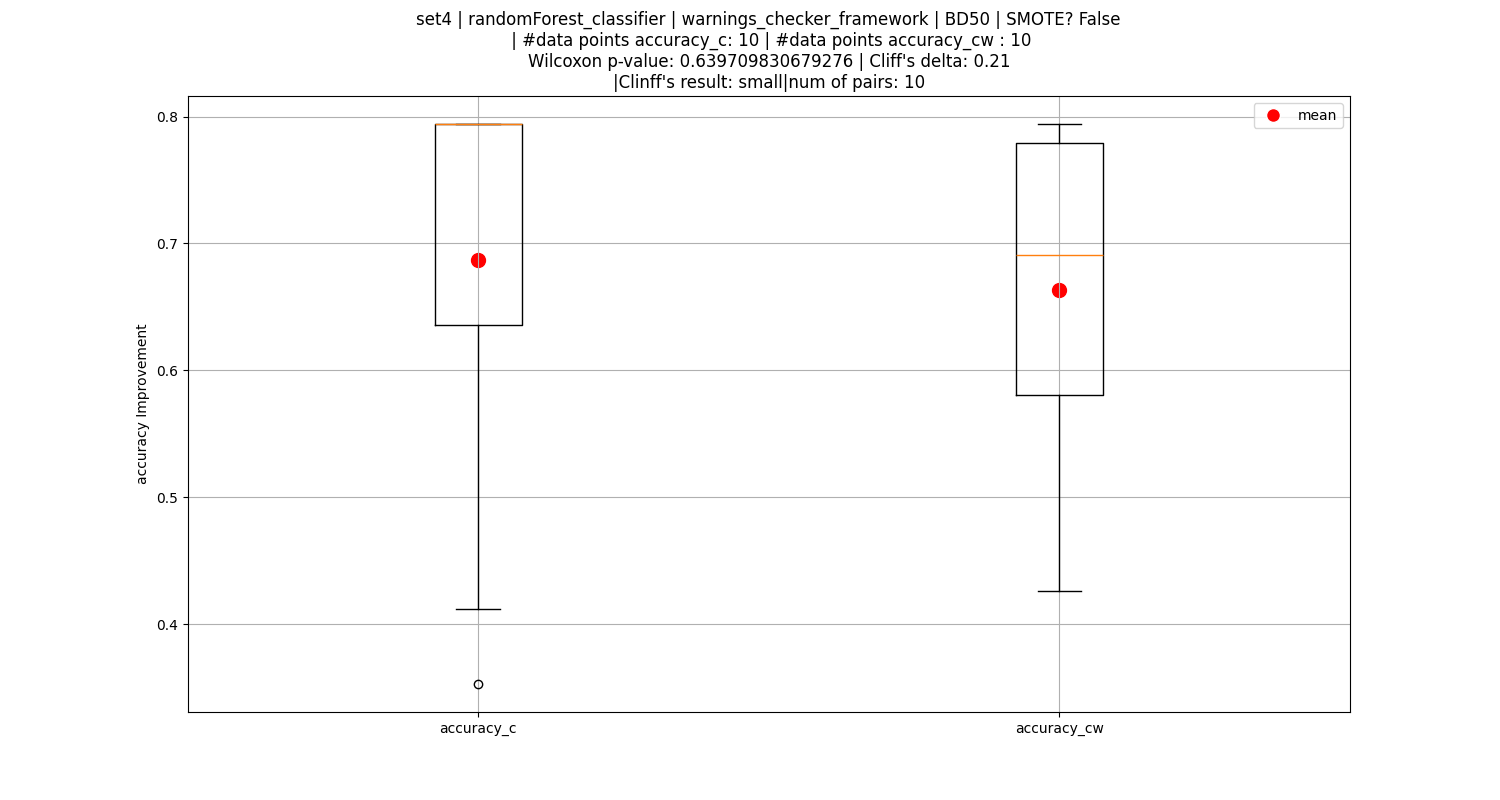 set4 | randomForest_classifier | warnings_checker_framework | BD50 | SMOTE? False
| #data points accuracy_c: 10 | #data points accuracy_cw : 10
Wilcoxon p-value: 0.639709830679276 | Cliff's delta: 0.21
|Clinff's result: small|num of pairs: 10
mean
0.8
0.7
0.6
0.5
0.4
accuracy Improvement
accuracy_c
accuracy_cw